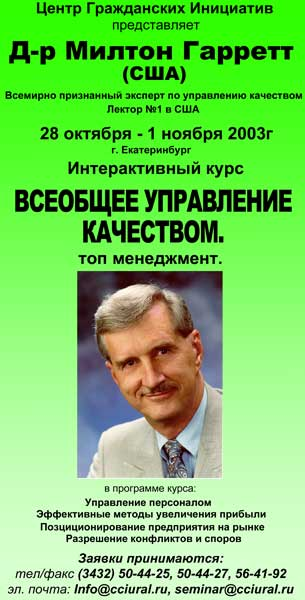 Центр Гражданских Инициатив
представляет
Д-р Милтон Гарретт
(США)
Всемирно признанный эксперт по управлению качеством
Лектор №1 в США
28 октября - 1 ноября 2003г
г. Екатеринбург
Интерактивный курс
ВСЕОБЩЕЕ УПРАВЛЕНИЕ
КАЧЕСТВОМ.
топ менеджмент.
в программе курса:
Управление персоналом
Эффективные методы увеличения прибыли
Позциционирование предприятия на рынке
Разрешение конфликтов и споров
Заявки принимаются:
тел/факс (3432) 50-44-25, 50-44-27, 56-41-92
эл. почта: Info@cciural.ru, seminar@cciural.ru